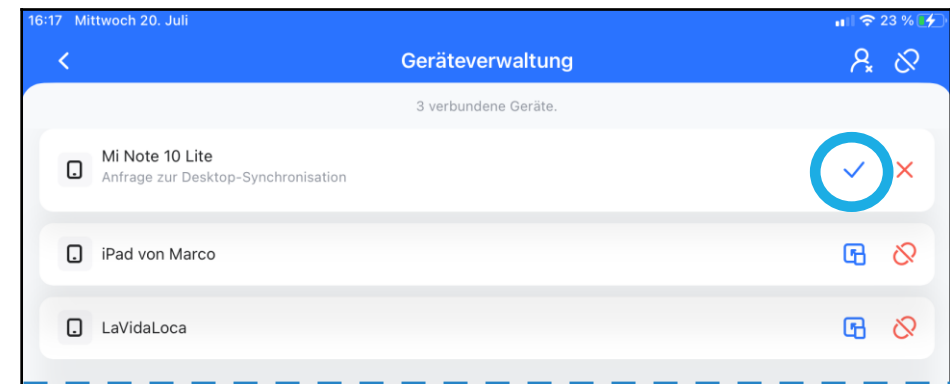 16:17 Mittwoch 20. Juli 23 %
Geräteverwaltung
3 verbundene Geräte.
Mi Note 10 Lite
Anfrage zur Desktop-Synchronisation
iPad von Marco
LaVidaLoca